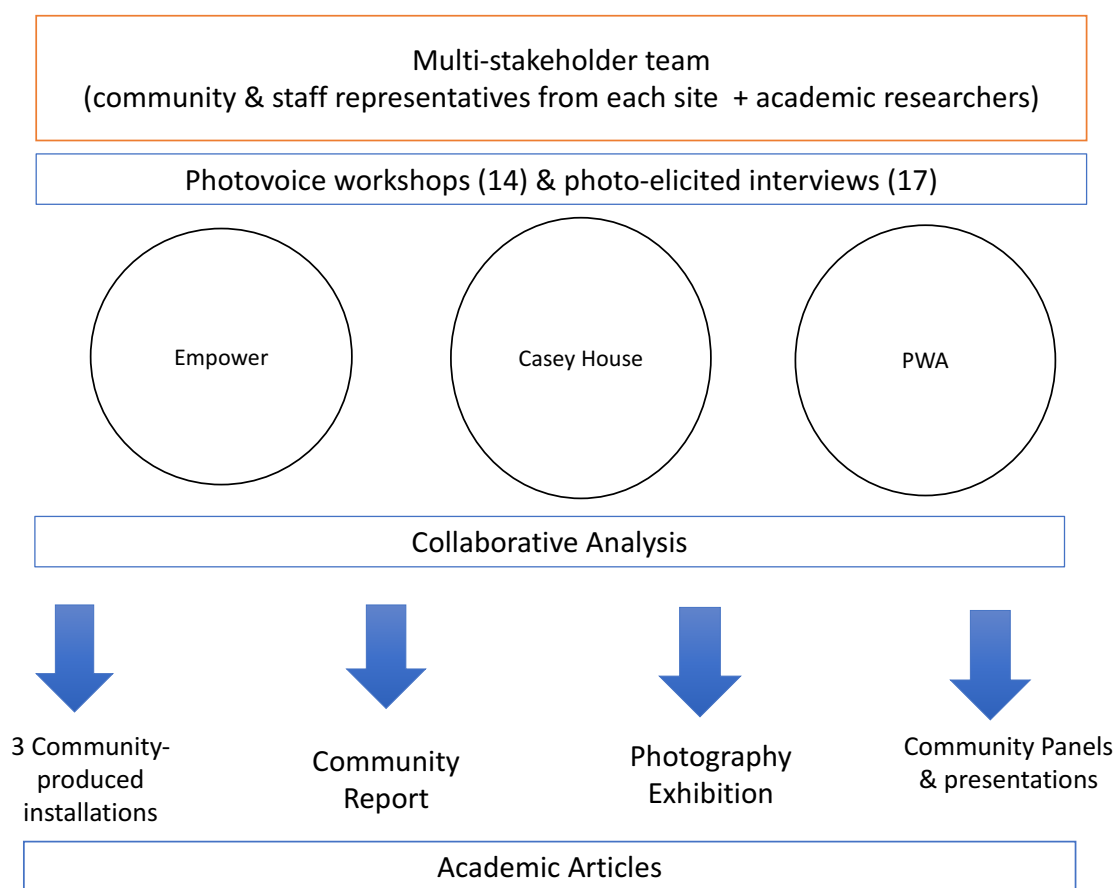 Multi-stakeholder team
(community & staff representatives from each site + academic researchers)
Photovoice workshops (14) & photo-elicited interviews (17)
Empower
Casey House
PWA
Collaborative Analysis
3 Community-
produced
installations
Community
Report
Photography
Exhibition
Community Panels
& presentations
Academic Articles